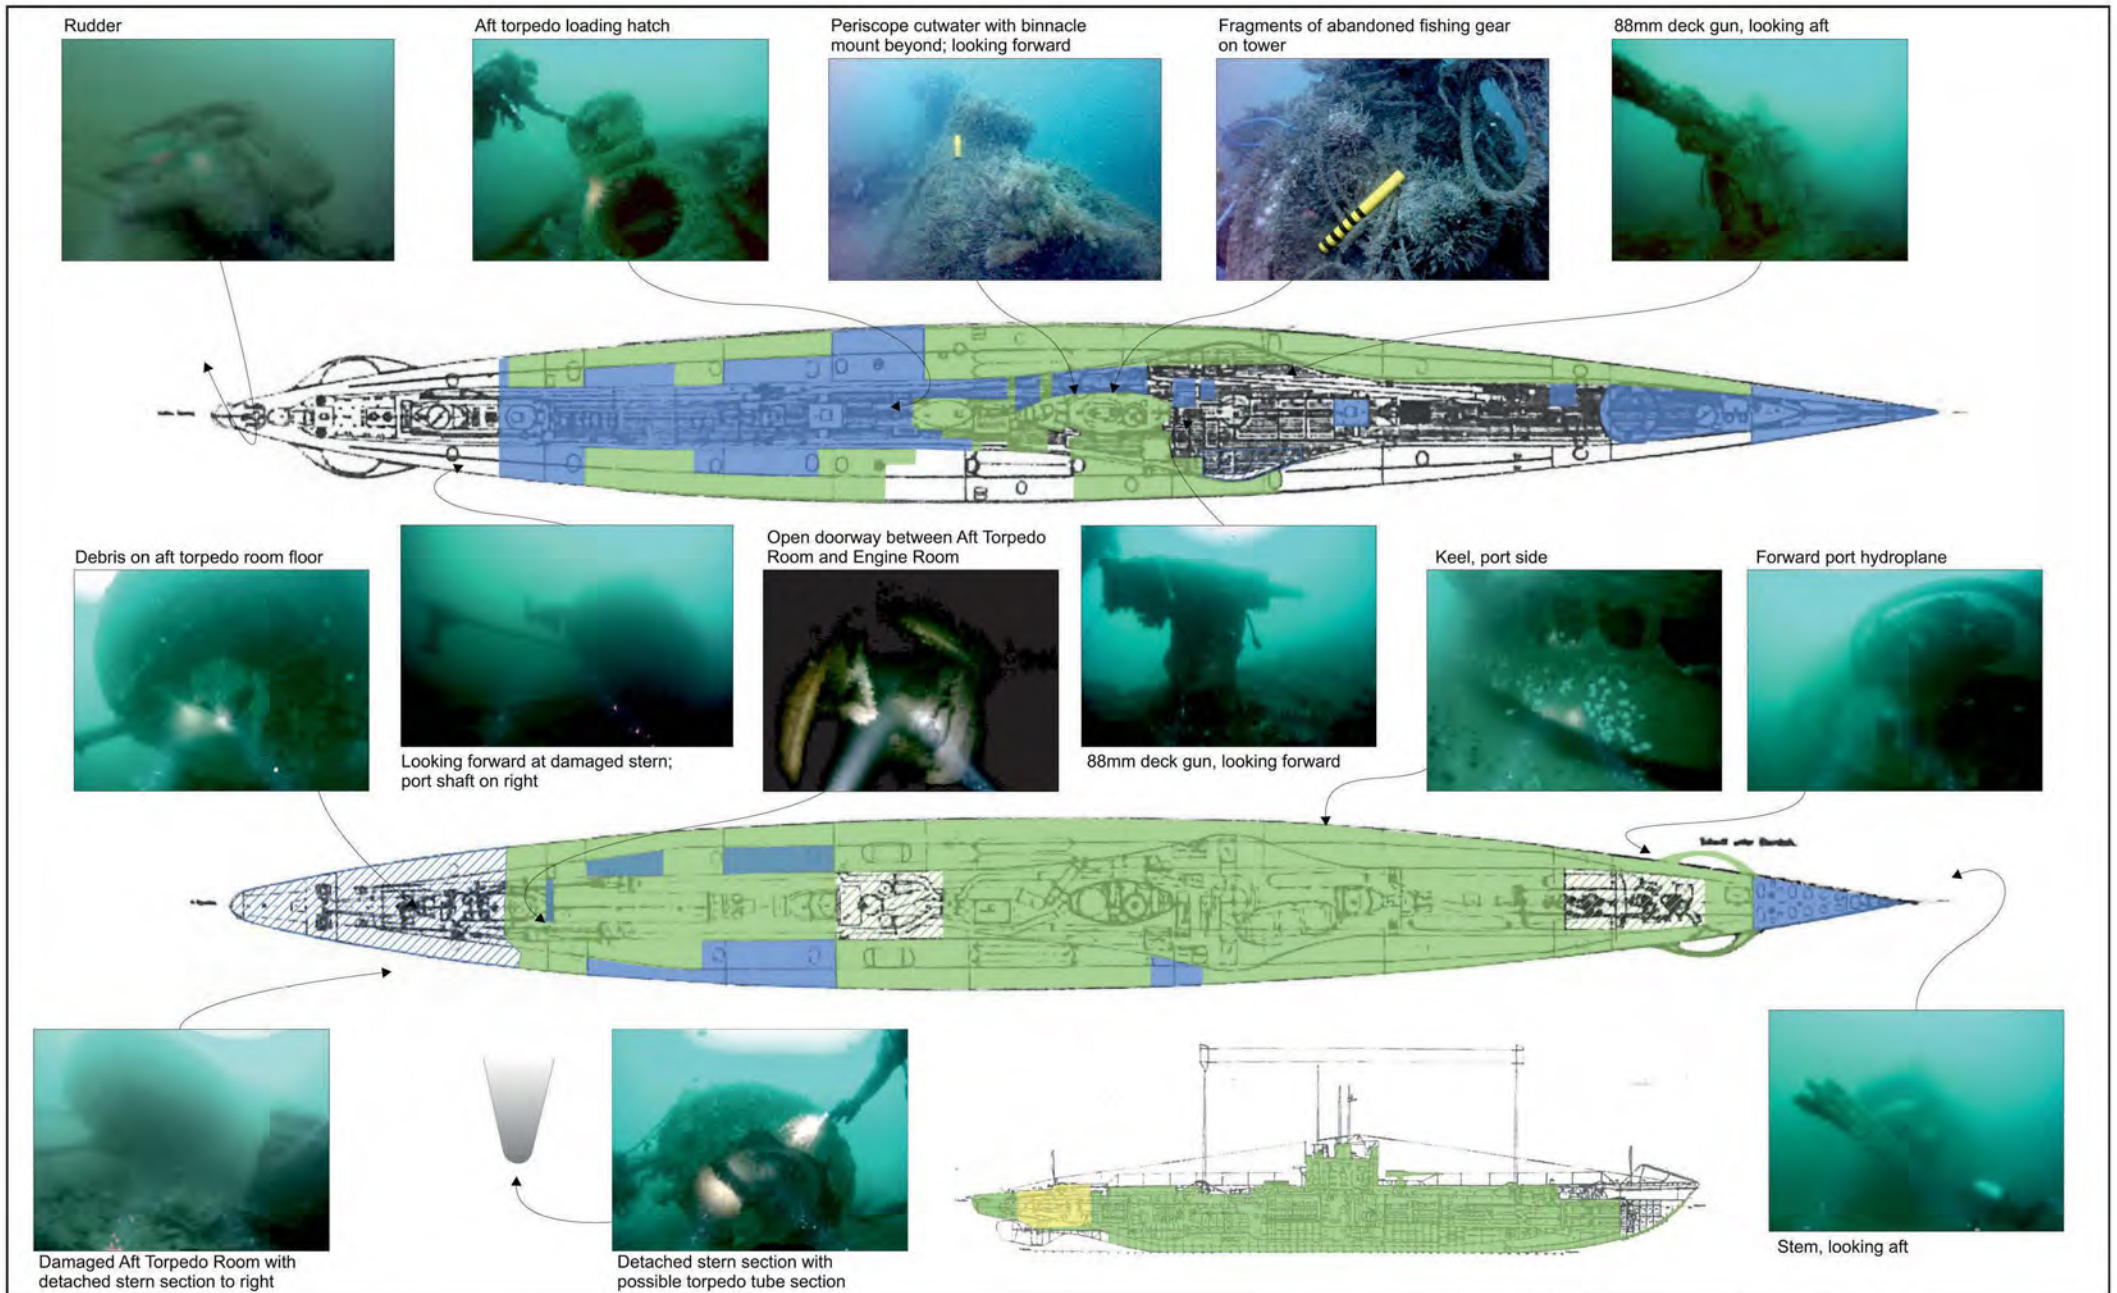 Rudder
Aft torpedo loading hatch
Periscope cutwater with binnacle
mount beyond; looking forward
Fragments of abandoned fishing gear
on tower
88mm deck gun, looking aft
Debris on aft torpedo room floor
Looking forward at damaged stern;
port shaft on right
Open doorway between Aft Torpedo
Room and Engine Room
88mm deck gun, looking forward
Keel, port side
Forward port hydroplane
Damaged Aft Torpedo Room with
detached stern section to right
Detached stern section with
possible torpedo tube section
Stem, looking aft